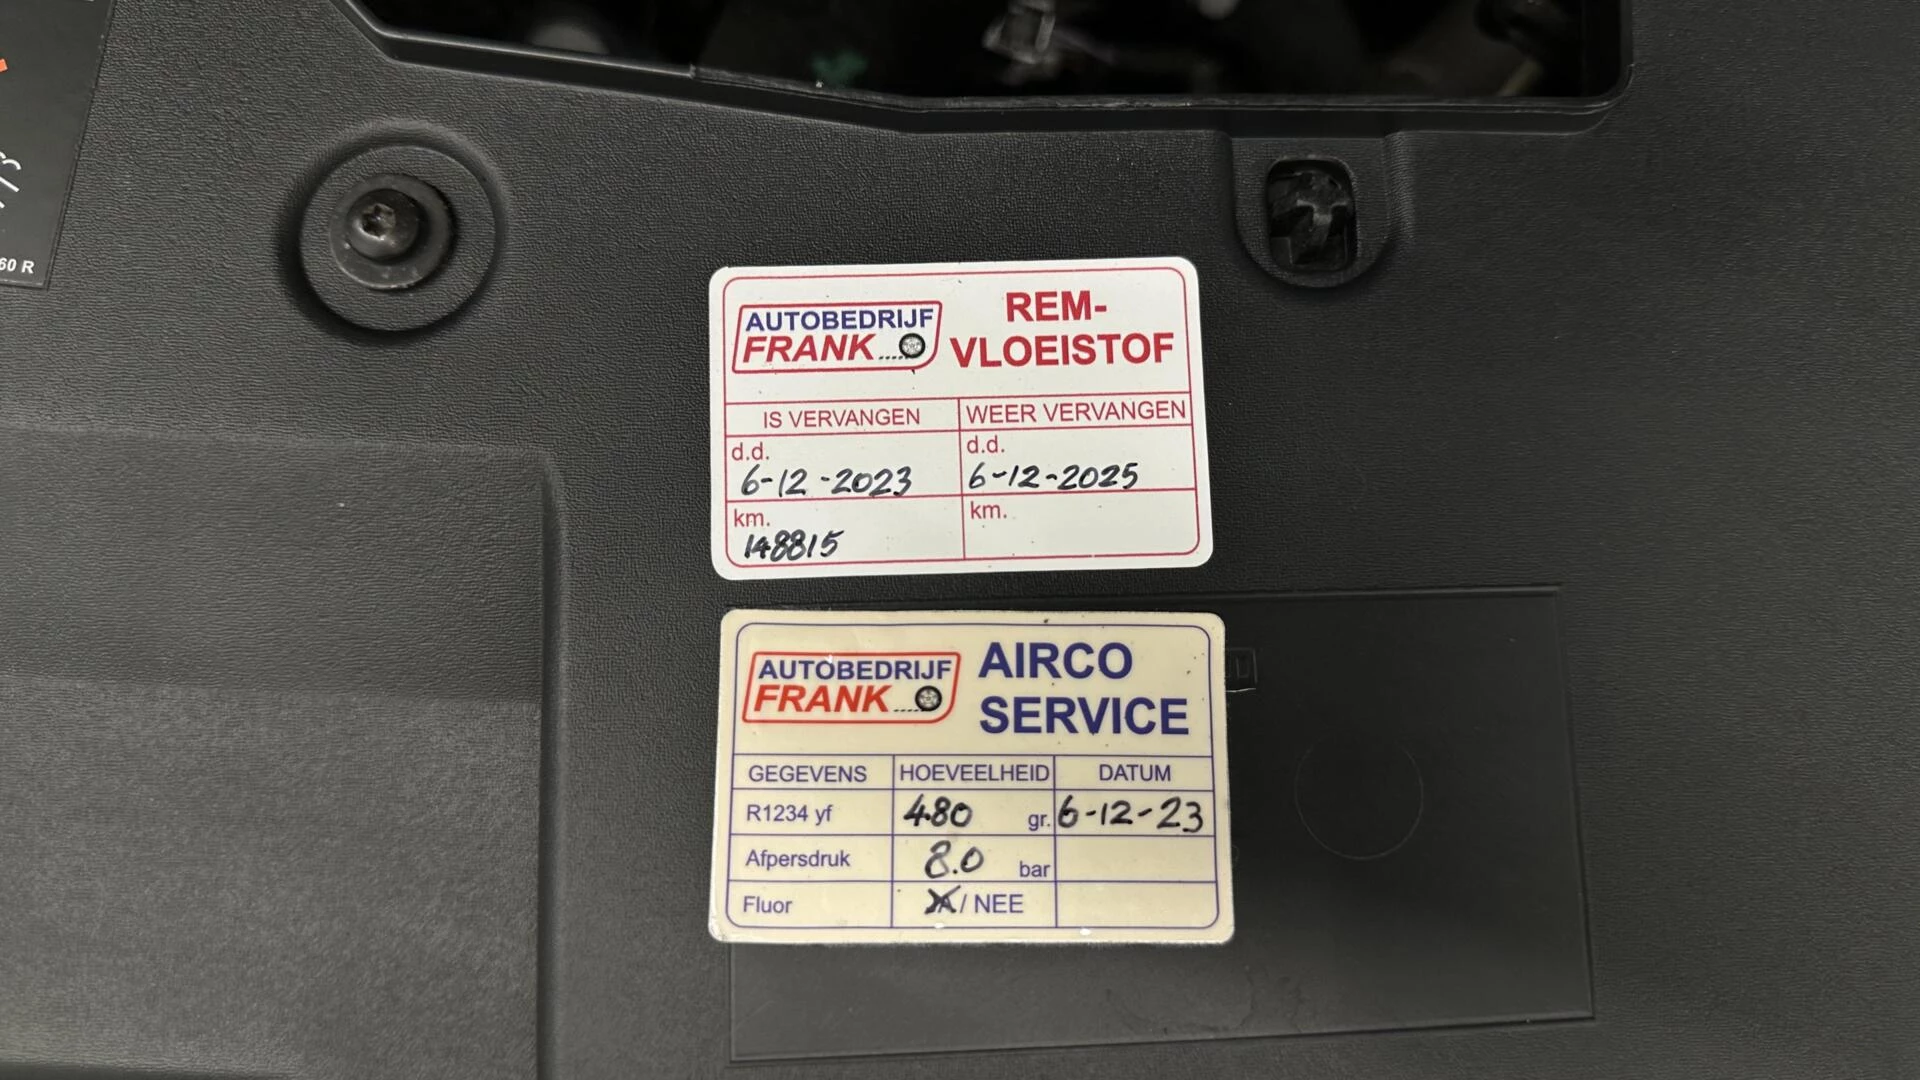 60 R
AUTOBEDRIJF
FRANK
REM-
VLOEISTOF
IS VERVANGEN WEER VERVANGEN
d.d. d.d.
6-12-2023 6-12-2025
km. km.
148815
AUTOBEDRIJF
FRANK
AIRCO
SERVICE
GEGEVENS HOEVEELHEID DATUM
R1234 yf 480 gr. 6-12-23
Afpersdruk 8.0 bar
Fluor JA / NEE